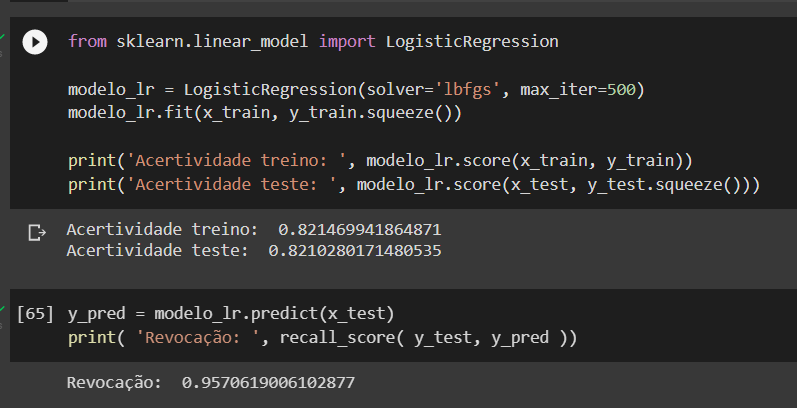 from sklearn.linear_model import LogisticRegression
modelo_lr = LogisticRegression(solver='lbfgs', max_iter=500)
modelo_lr.fit(x_train, y_train.squeeze())
print('Acertividade treino: ', modelo_lr.score(x_train, y_train))
print('Acertividade teste: ', modelo_lr.score(x_test, y_test.squeeze()))
Acertividade treino:  0.821469941864871
Acertividade teste:  0.8210280171480535
[65] y_pred = modelo_lr.predict(x_test)
print( 'Revocação: ', recall_score( y_test, y_pred ))
Revocação:  0.9570619006102877